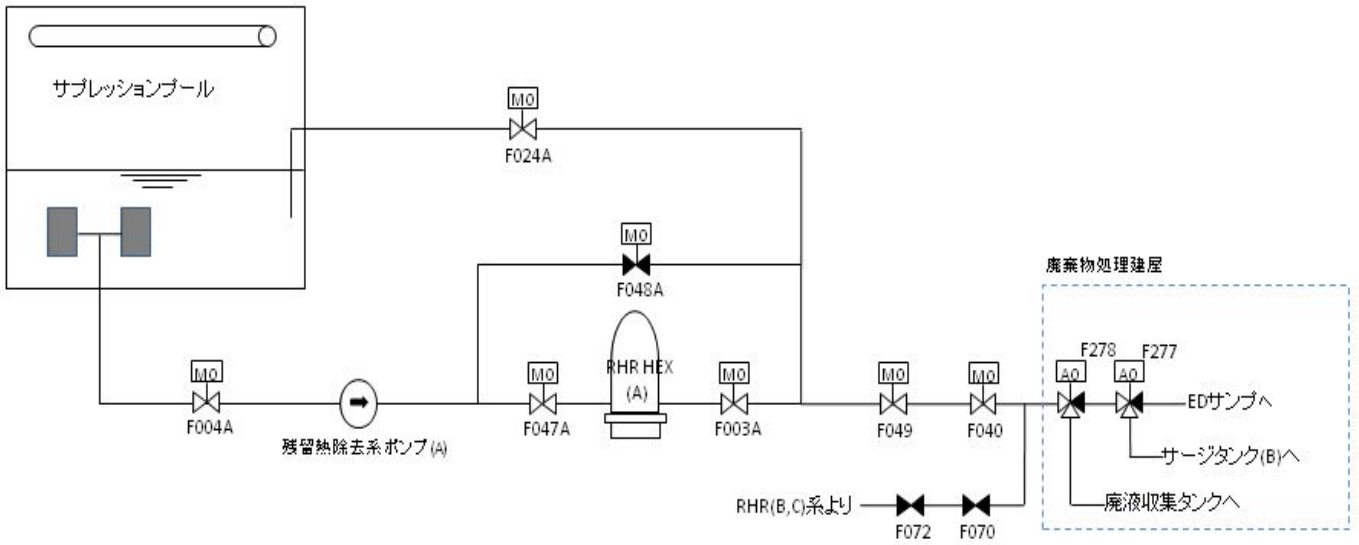 サプレッションプール
MO
F024A
MO
F048A
廃棄物処理建屋
MO
F004A
残留熱除去系ポンプ(A)
MO
F047A
RHR HEX
(A)
MO
F003A
MO
F049
MO
F040
AO
F278
AO
F277
EDサンプへ
サージタンク(B)へ
廃液収集タンクへ
RHR(B,C)系より
F072
F070